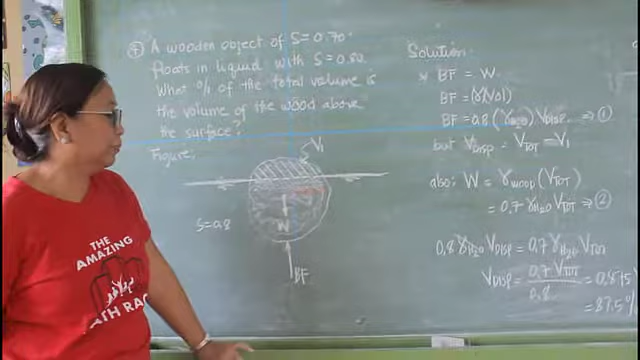 7 A wooden object of S=0.70
floats in liquid with S=0.80
What % of the total volume is
the volume of the wood above
the surface?
Figure:
V₁
S=0.8
W
BF
Solution:
* BF = W
BF = (γVol)
BF = 0.8(γH₂O)VDISP ⇒ ①
but VDISP = VTOT - V₁
also: W = γWOOD(VTOT)
= 0.7 γH₂O VTOT ⇒ ②
0.8 γH₂O VDISP = 0.7 γH₂O VTOT
VDISP = 0.7 VTOT / 0.8 = 0.875
= 87.5%
THE
AMAZING